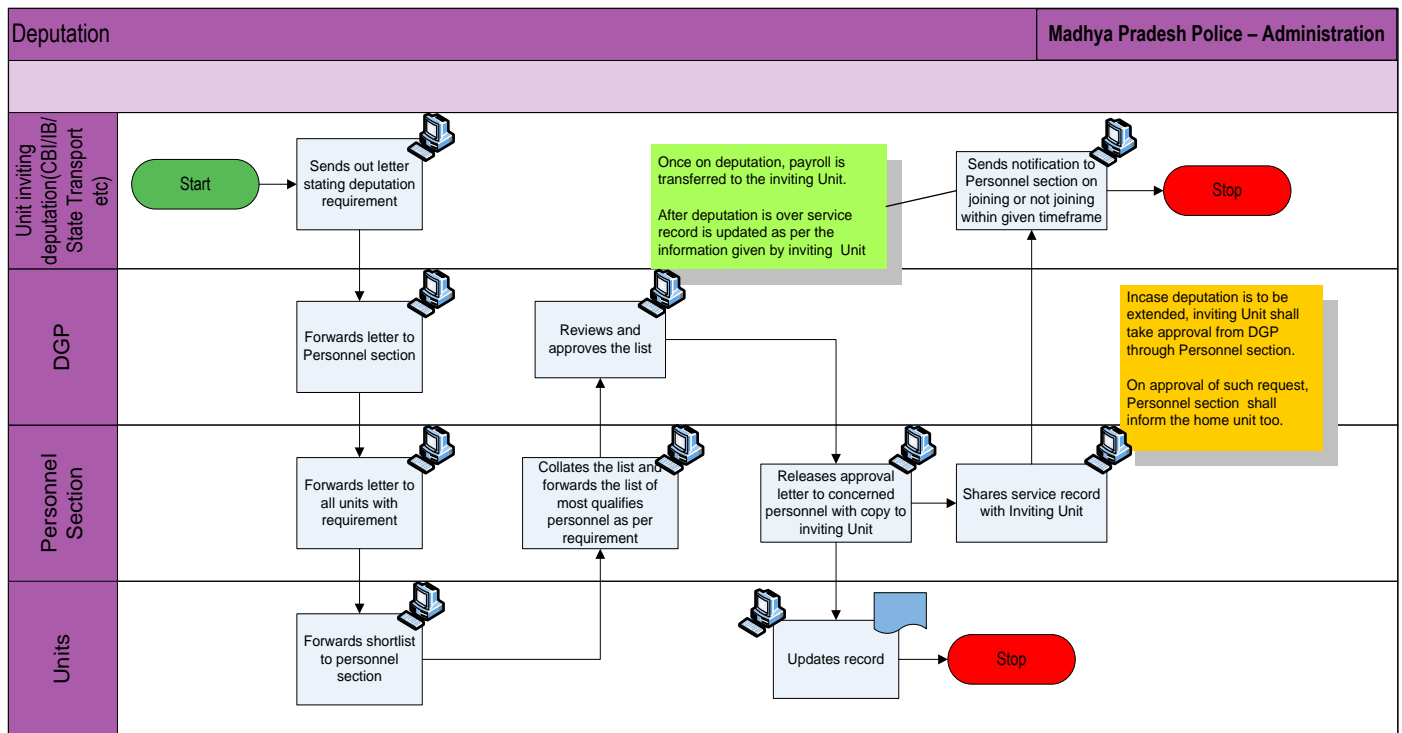 Deputation
Madhya Pradesh Police – Administration
Unit inviting
deputation(CBI/IB/
State Transport
etc)
Start
Sends out letter
stating deputation
requirement
Once on deputation, payroll is
transferred to the inviting Unit.
After deputation is over service
record is updated as per the
information given by inviting Unit
Sends notification to
Personnel section on
joining or not joining
within given timeframe
Stop
DGP
Forwards letter to
Personnel section
Reviews and
approves the list
Incase deputation is to be
extended, inviting Unit shall
take approval from DGP
through Personnel section.
On approval of such request,
Personnel section shall
inform the home unit too.
Personnel
Section
Forwards letter to
all units with
requirement
Collates the list and
forwards the list of
most qualifies
personnel as per
requirement
Releases approval
letter to concerned
personnel with copy to
inviting Unit
Shares service record
with Inviting Unit
Units
Forwards shortlist
to personnel
section
Updates record
Stop